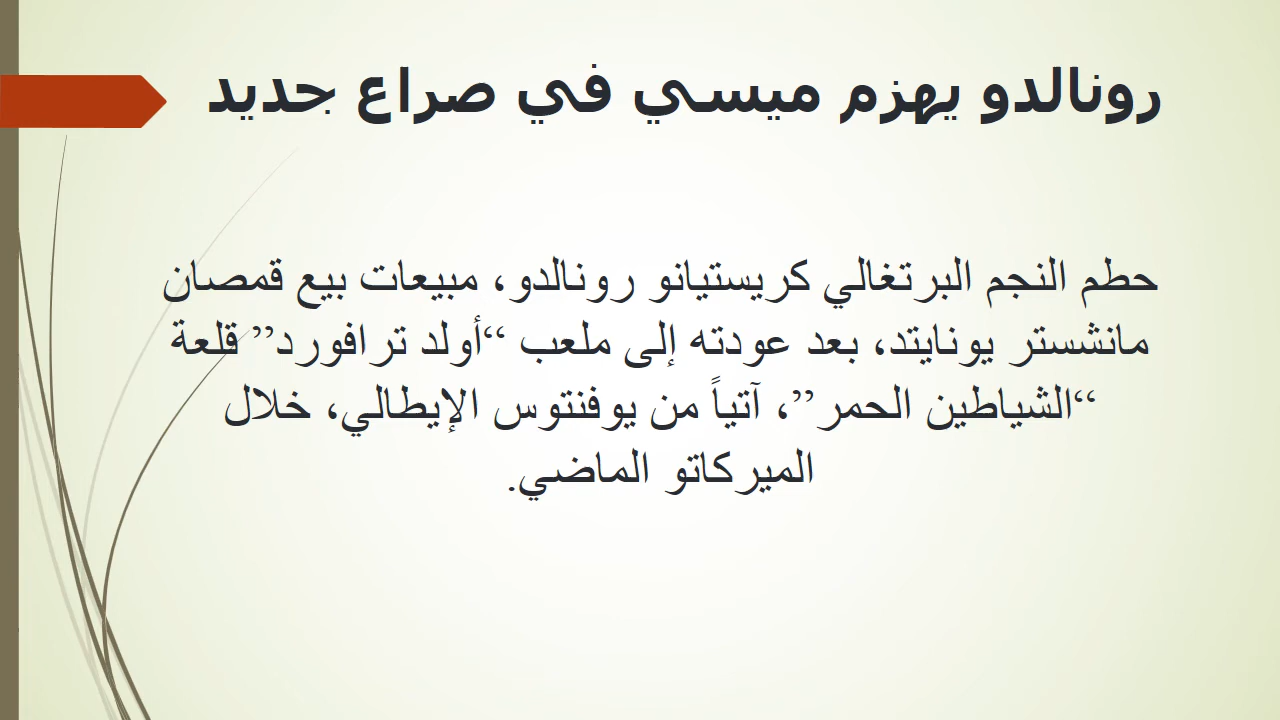 رونالدو يهزم ميسي في صراع جديد
حطم النجم البرتغالي كريستيانو رونالدو، مبيعات بيع قمصان
مانشستر يونايتد، بعد عودته إلى ملعب “أولد ترافورد” قلعة
“الشياطين الحمر”، آتياً من يوفنتوس الإيطالي، خلال
الميركاتو الماضي.